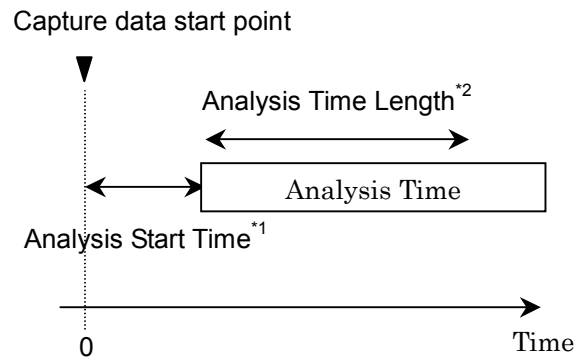 Capture data start point
Analysis Time Length*2
Analysis Time
Analysis Start Time*1
0
Time